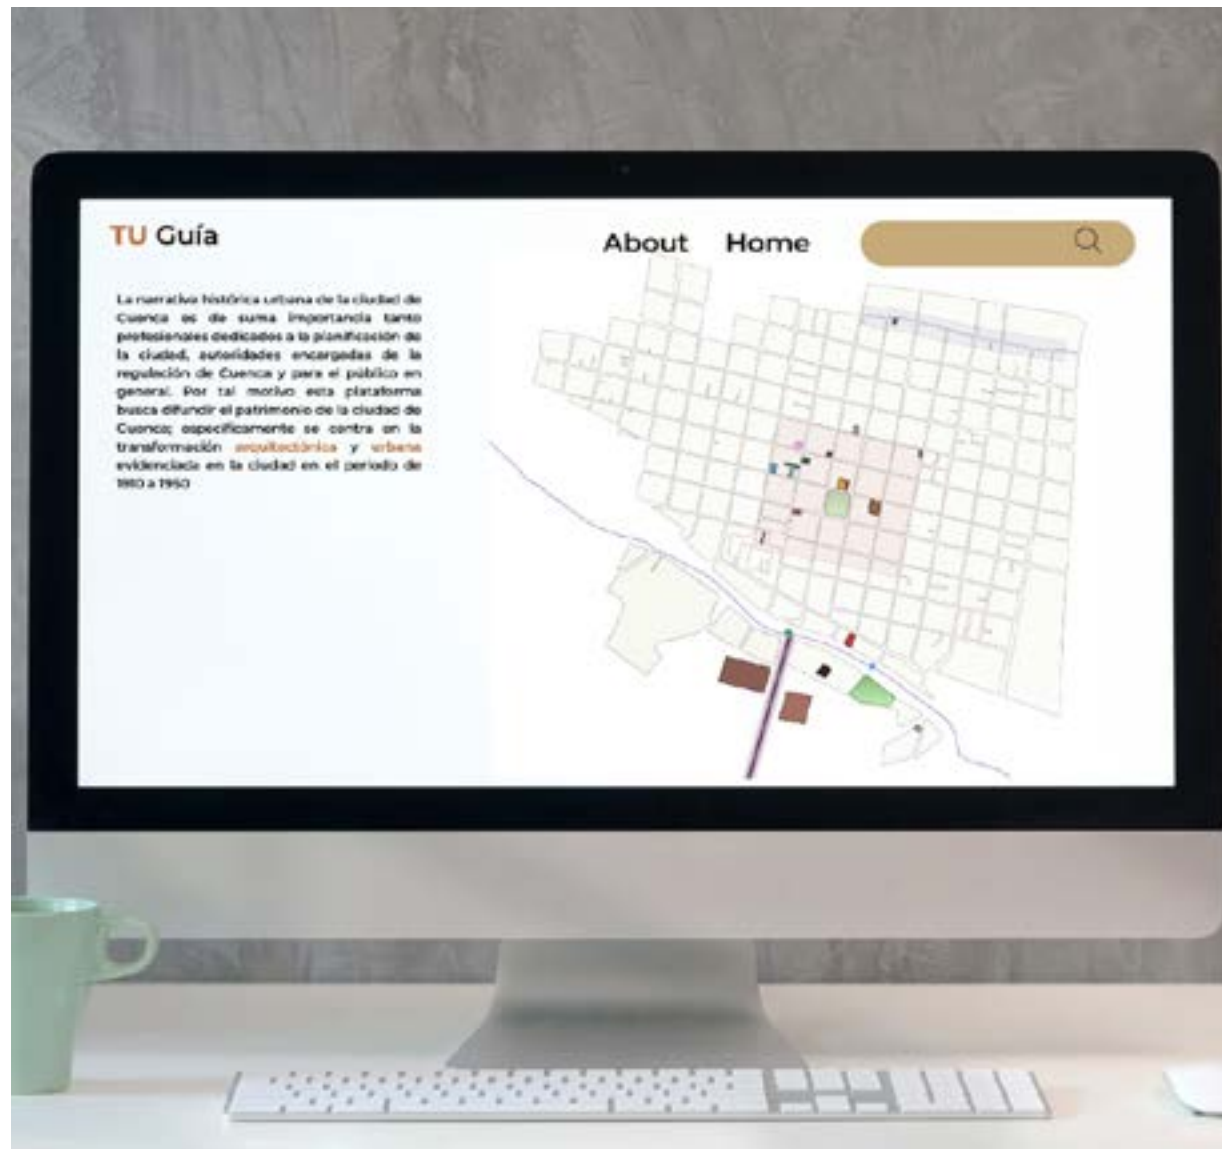 TU Guía
About Home
La narrativa histórica urbana de la ciudad de
Cuenca es de suma importancia tanto
profesionales dedicados a la planificación de
la ciudad, autoridades encargadas de la
regulación de Cuenca y para el público en
general. Por tal motivo esta plataforma
busca difundir el patrimonio de la ciudad de
Cuenca; específicamente se centra en la
transformación arquitectónica y urbana
evidenciada en la ciudad en el periodo de
1910 a 1950